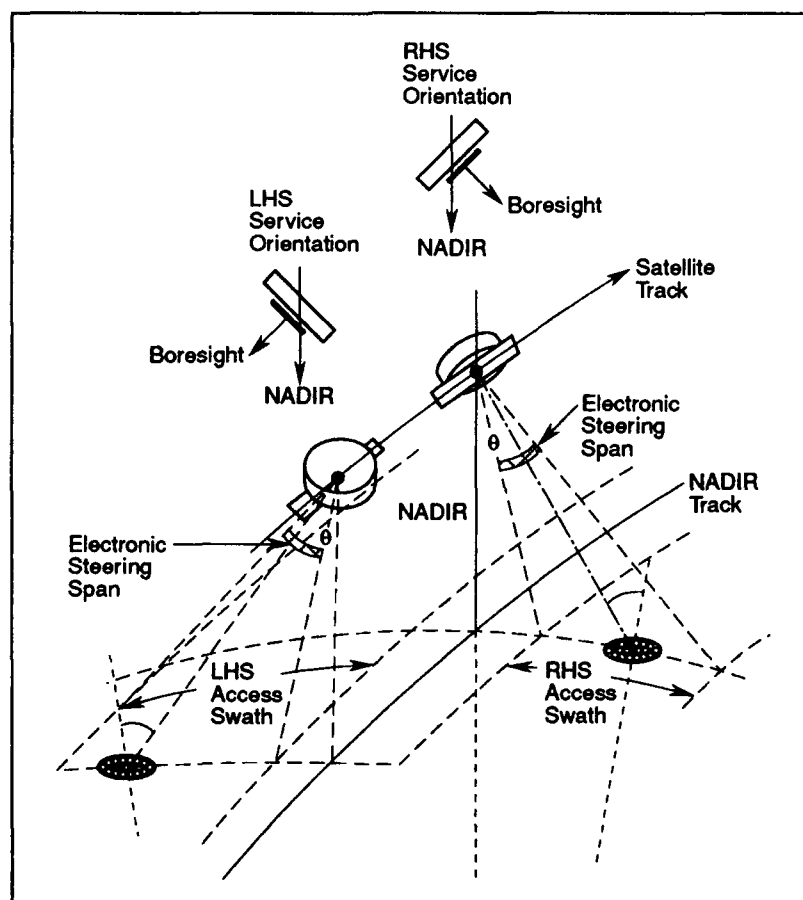 RHS
Service
Orientation
Boresight
NADIR
LHS
Service
Orientation
Boresight
NADIR
Satellite
Track
Electronic
Steering
Span
θ
NADIR
NADIR
Track
Electronic
Steering
Span
θ
LHS
Access
Swath
RHS
Access
Swath